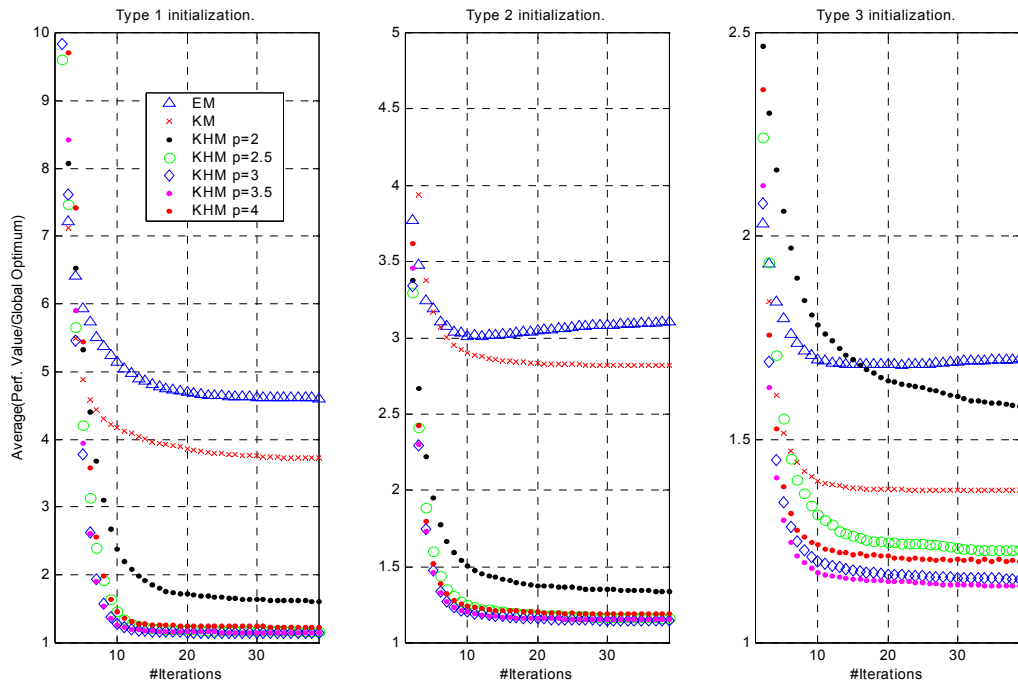 Type 1 initialization.
Type 2 initialization.
Type 3 initialization.
Average(Perf. Value/Global Optimum)
10
9
8
7
6
5
4
3
2
1
EM
KM
KHM p=2
KHM p=2.5
KHM p=3
KHM p=3.5
KHM p=4
10 20 30
#Iterations
5
4.5
4
3.5
3
2.5
2
1.5
1
10 20 30
#Iterations
2.5
2
1.5
1
10 20 30
#Iterations